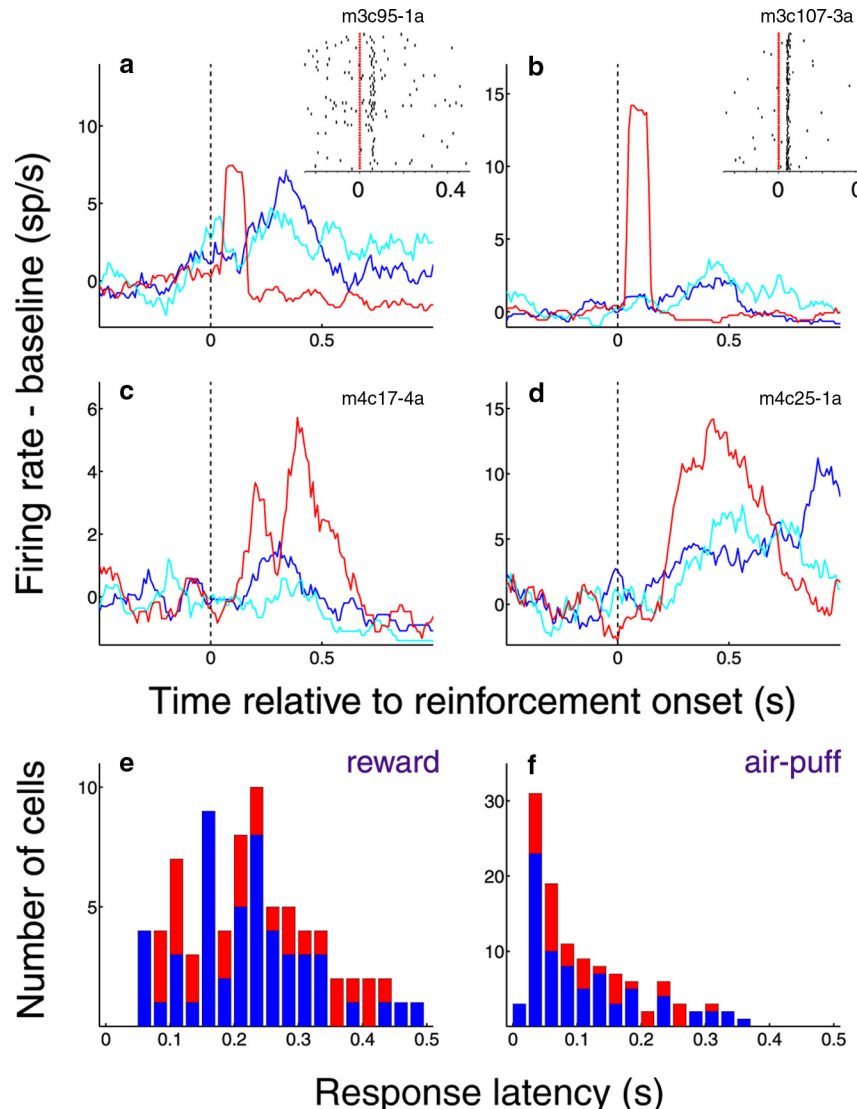 m3c95-1a
m3c107-3a
a
b
0
0.4
0
0
10
5
0
15
10
5
0
0
0.5
0
0.5
Firing rate - baseline (sp/s)
c
m4c17-4a
d
m4c25-1a
6
4
2
0
15
10
5
0
0
0.5
0
0.5
Time relative to reinforcement onset (s)
e
reward
f
air-puff
10
5
30
20
10
Number of cells
0
0.1
0.2
0.3
0.4
0.5
0
0.1
0.2
0.3
0.4
0.5
Response latency (s)